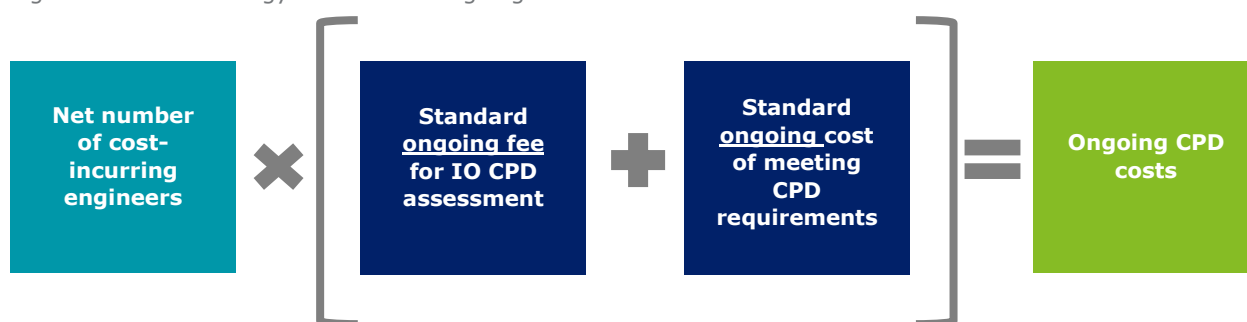 Net number
of cost-
incurring
engineers
Standard
ongoing fee
for IO CPD
assessment
Standard
ongoing cost
of meeting
CPD
requirements
Ongoing CPD
costs